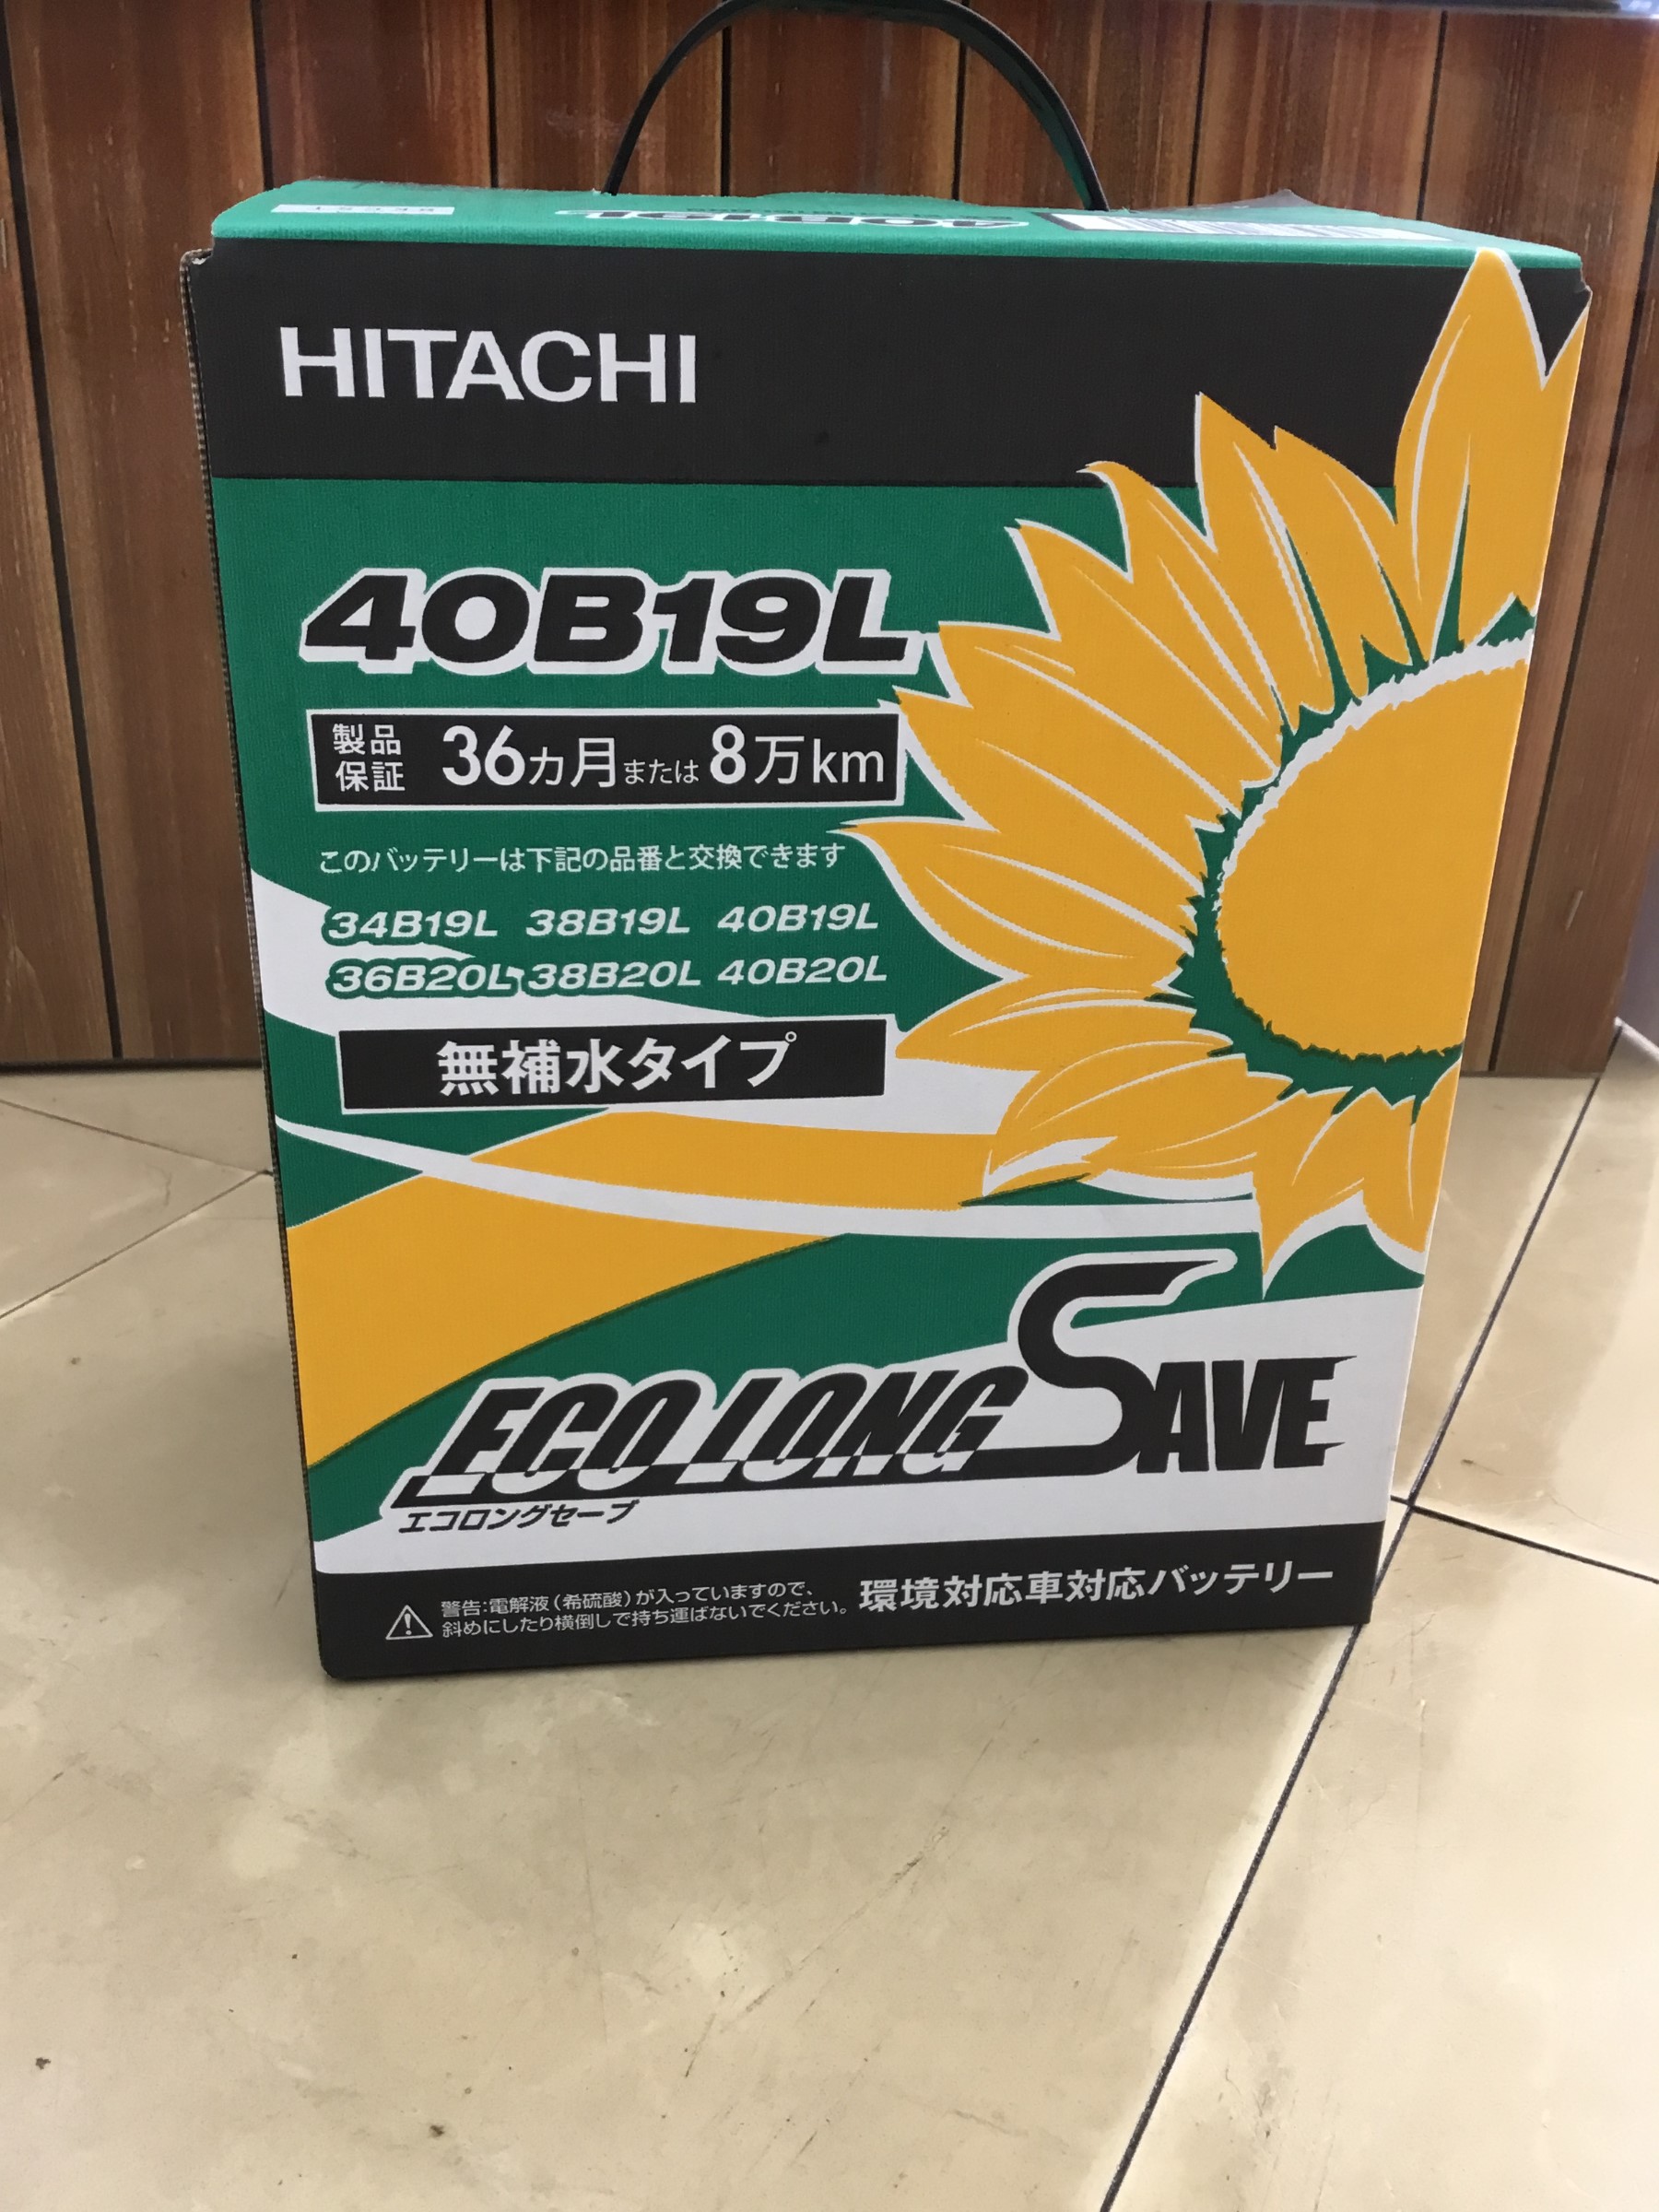 40B19L
HITACHI
40B19L
製品保証 36カ月または8万km
このバッテリーは下記の品番と交換できます
34B19L 38B19L 40B19L
36B20L 38B20L 40B20L
無補水タイプ
ECO LONG SAVE
エコロングセーブ
警告:電解液(希硫酸)が入っていますので、
斜めにしたり横倒しで持ち運ばないでください。
環境対応車対応バッテリー